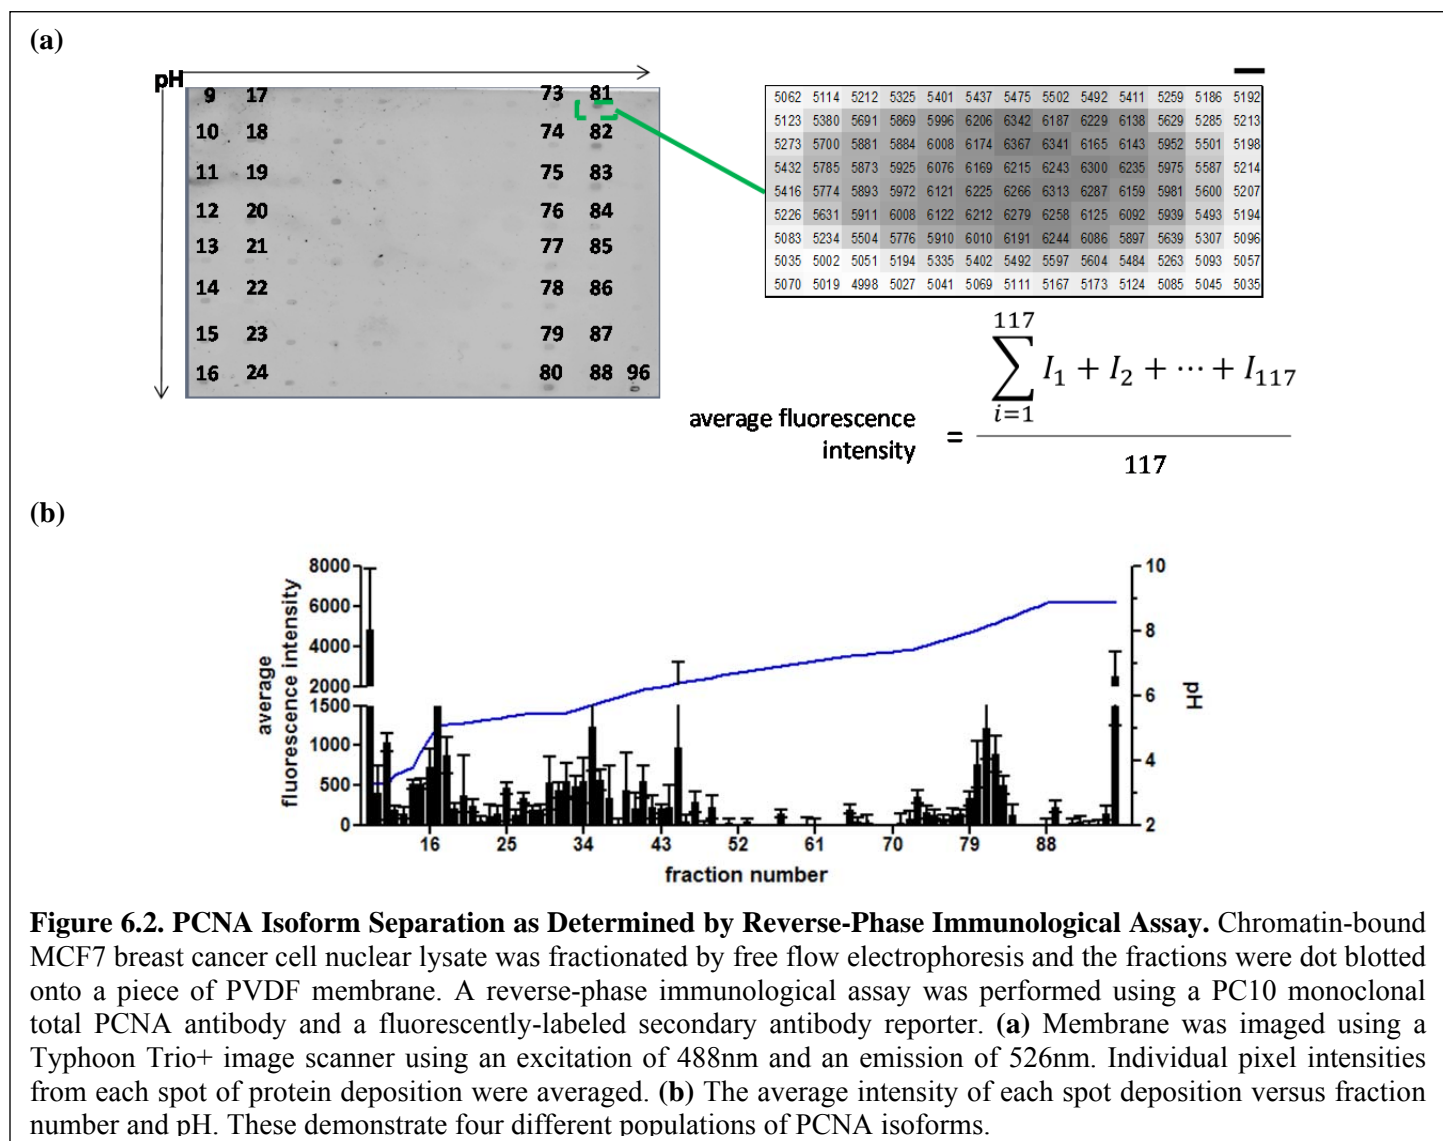 (a)
pH
9 17 73 81
10 18 74 82
11 19 75 83
12 20 76 84
13 21 77 85
14 22 78 86
15 23 79 87
16 24 80 88 96
5062 5114 5212 5325 5401 5437 5475 5502 5492 5411 5259 5186 5192
5123 5380 5691 5869 5996 6206 6342 6187 6229 6138 5629 5285 5213
5273 5700 5881 5884 6008 6174 6367 6341 6165 6143 5952 5501 5198
5432 5785 5873 5925 6076 6169 6215 6243 6300 6235 5975 5587 5214
5416 5774 5893 5972 6121 6225 6266 6313 6287 6159 5981 5600 5207
5226 5631 5911 6008 6122 6212 6279 6258 6125 6092 5939 5493 5194
5083 5234 5504 5776 5910 6010 6191 6244 6086 5897 5639 5307 5096
5035 5002 5051 5194 5335 5402 5492 5597 5604 5484 5263 5093 5057
5070 5019 4998 5027 5041 5069 5111 5167 5173 5124 5085 5045 5035
117
∑ I₁ + I₂ + ⋯ + I₁₁₇
i=1
average fluorescence
intensity
=
117
(b)
average
fluorescence intensity
8000
6000
4000
2000
1500
1000
500
0
10
8
6
4
2
pH
16 25 34 43 52 61 70 79 88
fraction number
Figure 6.2. PCNA Isoform Separation as Determined by Reverse-Phase Immunological Assay. Chromatin-bound
MCF7 breast cancer cell nuclear lysate was fractionated by free flow electrophoresis and the fractions were dot blotted
onto a piece of PVDF membrane. A reverse-phase immunological assay was performed using a PC10 monoclonal
total PCNA antibody and a fluorescently-labeled secondary antibody reporter. (a) Membrane was imaged using a
Typhoon Trio+ image scanner using an excitation of 488nm and an emission of 526nm. Individual pixel intensities
from each spot of protein deposition were averaged. (b) The average intensity of each spot deposition versus fraction
number and pH. These demonstrate four different populations of PCNA isoforms.